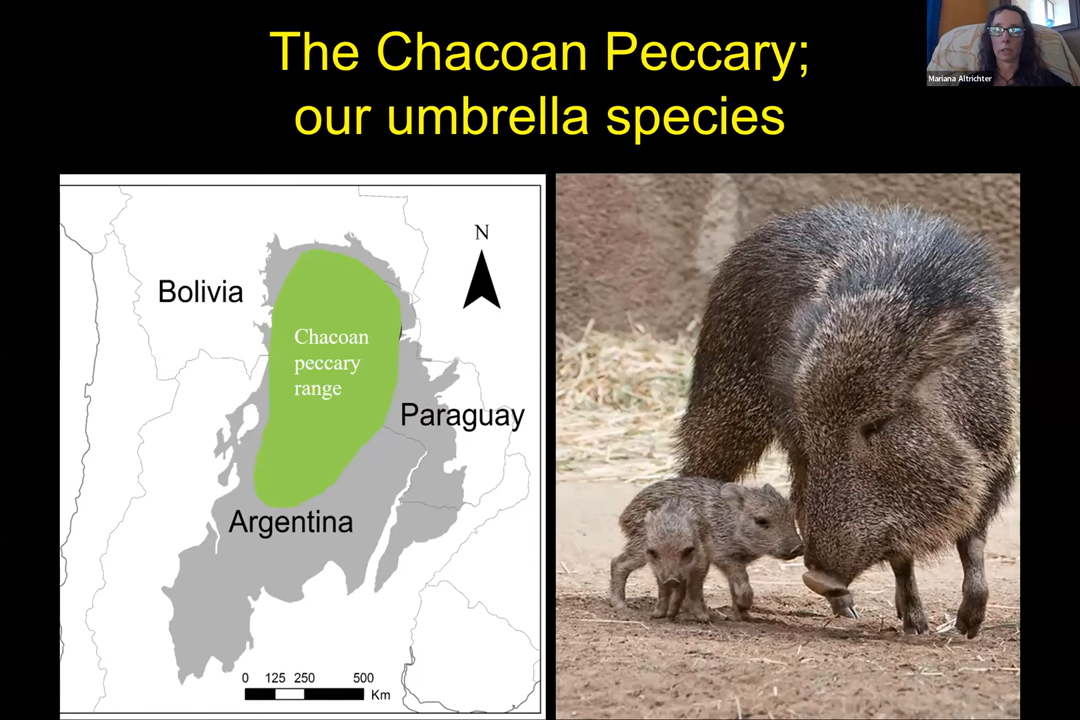 The Chacoan Peccary;
our umbrella species
Mariana Altrichter
N
Bolivia
Chacoan
peccary
range
Paraguay
Argentina
0 125 250 500
Km